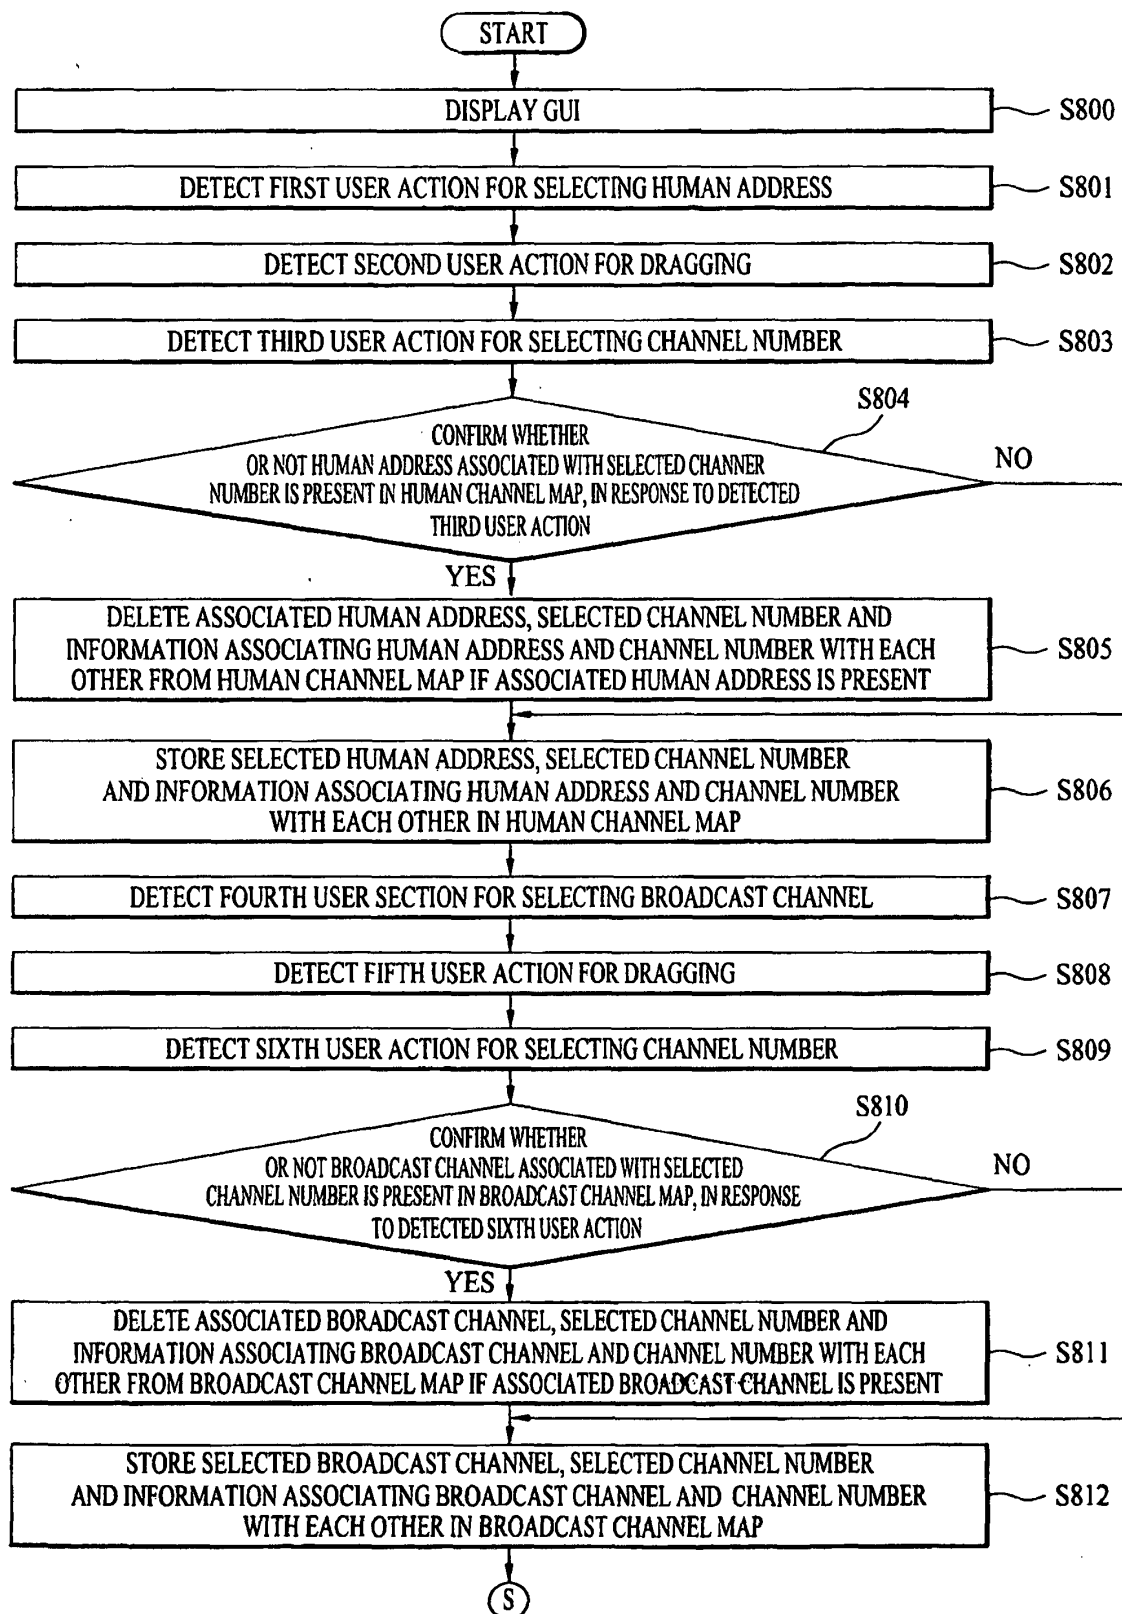 START
DISPLAY GUI
S800
DETECT FIRST USER ACTION FOR SELECTING HUMAN ADDRESS
S801
DETECT SECOND USER ACTION FOR DRAGGING
S802
DETECT THIRD USER ACTION FOR SELECTING CHANNEL NUMBER
S803
S804
CONFIRM WHETHER
OR NOT HUMAN ADDRESS ASSOCIATED WITH SELECTED CHANNER
NUMBER IS PRESENT IN HUMAN CHANNEL MAP, IN RESPONSE TO DETECTED
THIRD USER ACTION
NO
YES
DELETE ASSOCIATED HUMAN ADDRESS, SELECTED CHANNEL NUMBER AND
INFORMATION ASSOCIATING HUMAN ADDRESS AND CHANNEL NUMBER WITH EACH
OTHER FROM HUMAN CHANNEL MAP IF ASSOCIATED HUMAN ADDRESS IS PRESENT
S805
STORE SELECTED HUMAN ADDRESS, SELECTED CHANNEL NUMBER
AND INFORMATION ASSOCIATING HUMAN ADDRESS AND CHANNEL NUMBER
WITH EACH OTHER IN HUMAN CHANNEL MAP
S806
DETECT FOURTH USER SECTION FOR SELECTING BROADCAST CHANNEL
S807
DETECT FIFTH USER ACTION FOR DRAGGING
S808
DETECT SIXTH USER ACTION FOR SELECTING CHANNEL NUMBER
S809
S810
CONFIRM WHETHER
OR NOT BROADCAST CHANNEL ASSOCIATED WITH SELECTED
CHANNEL NUMBER IS PRESENT IN BROADCAST CHANNEL MAP, IN RESPONSE
TO DETECTED SIXTH USER ACTION
NO
YES
DELETE ASSOCIATED BORADCAST CHANNEL, SELECTED CHANNEL NUMBER AND
INFORMATION ASSOCIATING BROADCAST CHANNEL AND CHANNEL NUMBER WITH EACH
OTHER FROM BROADCAST CHANNEL MAP IF ASSOCIATED BROADCAST CHANNEL IS PRESENT
S811
STORE SELECTED BROADCAST CHANNEL, SELECTED CHANNEL NUMBER
AND INFORMATION ASSOCIATING BROADCAST CHANNEL AND CHANNEL NUMBER
WITH EACH OTHER IN BROADCAST CHANNEL MAP
S812
S